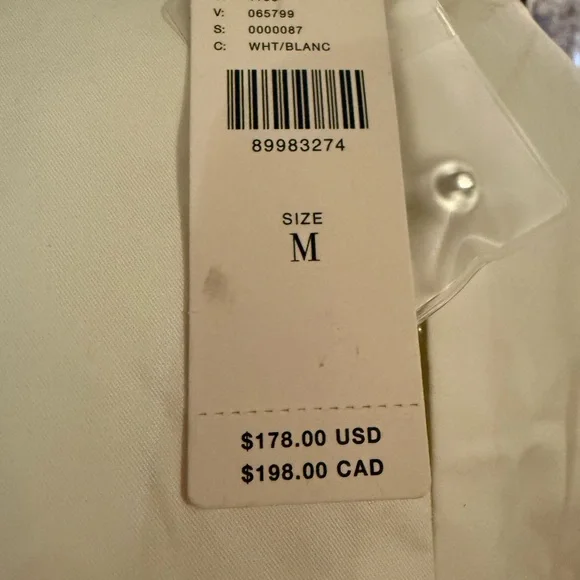 V: 065799
S: 0000087
C: WHT/BLANC
89983274
SIZE
M
$178.00 USD
$198.00 CAD